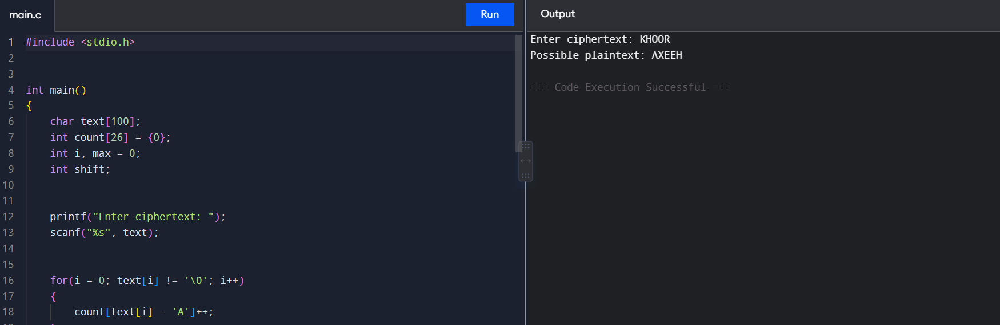 main.c
Run
Output
1 #include <stdio.h>
2
3
4 int main()
5 {
6 char text[100];
7 int count[26] = {0};
8 int i, max = 0;
9 int shift;
10
11
12 printf("Enter ciphertext: ");
13 scanf("%s", text);
14
15
16 for(i = 0; text[i] != '\0'; i++)
17 {
18 count[text[i] - 'A']++;
Enter ciphertext: KHOOR
Possible plaintext: AXEEH
=== Code Execution Successful ===